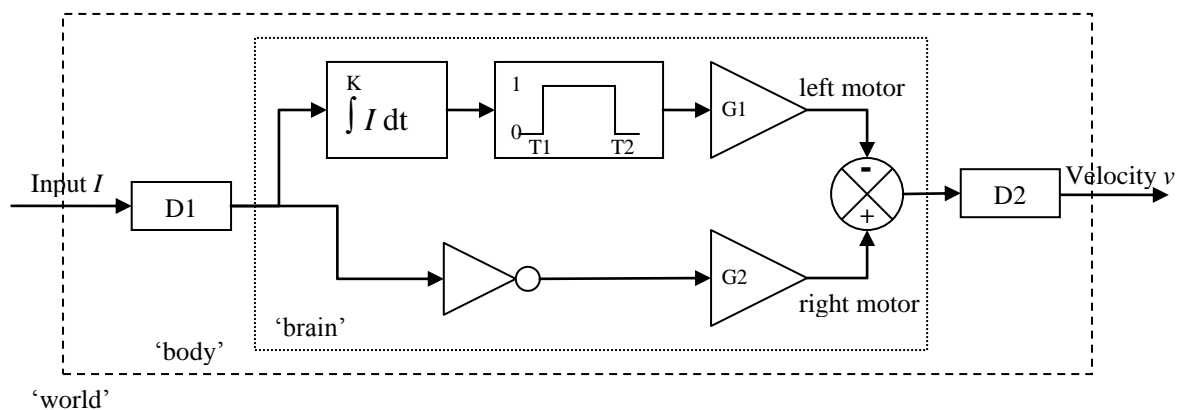 K
∫ I dt
1
0
T1 T2
G1
left motor
-
Input I
D1
+
D2
Velocity v
G2
right motor
‘brain’
‘body’
‘world’